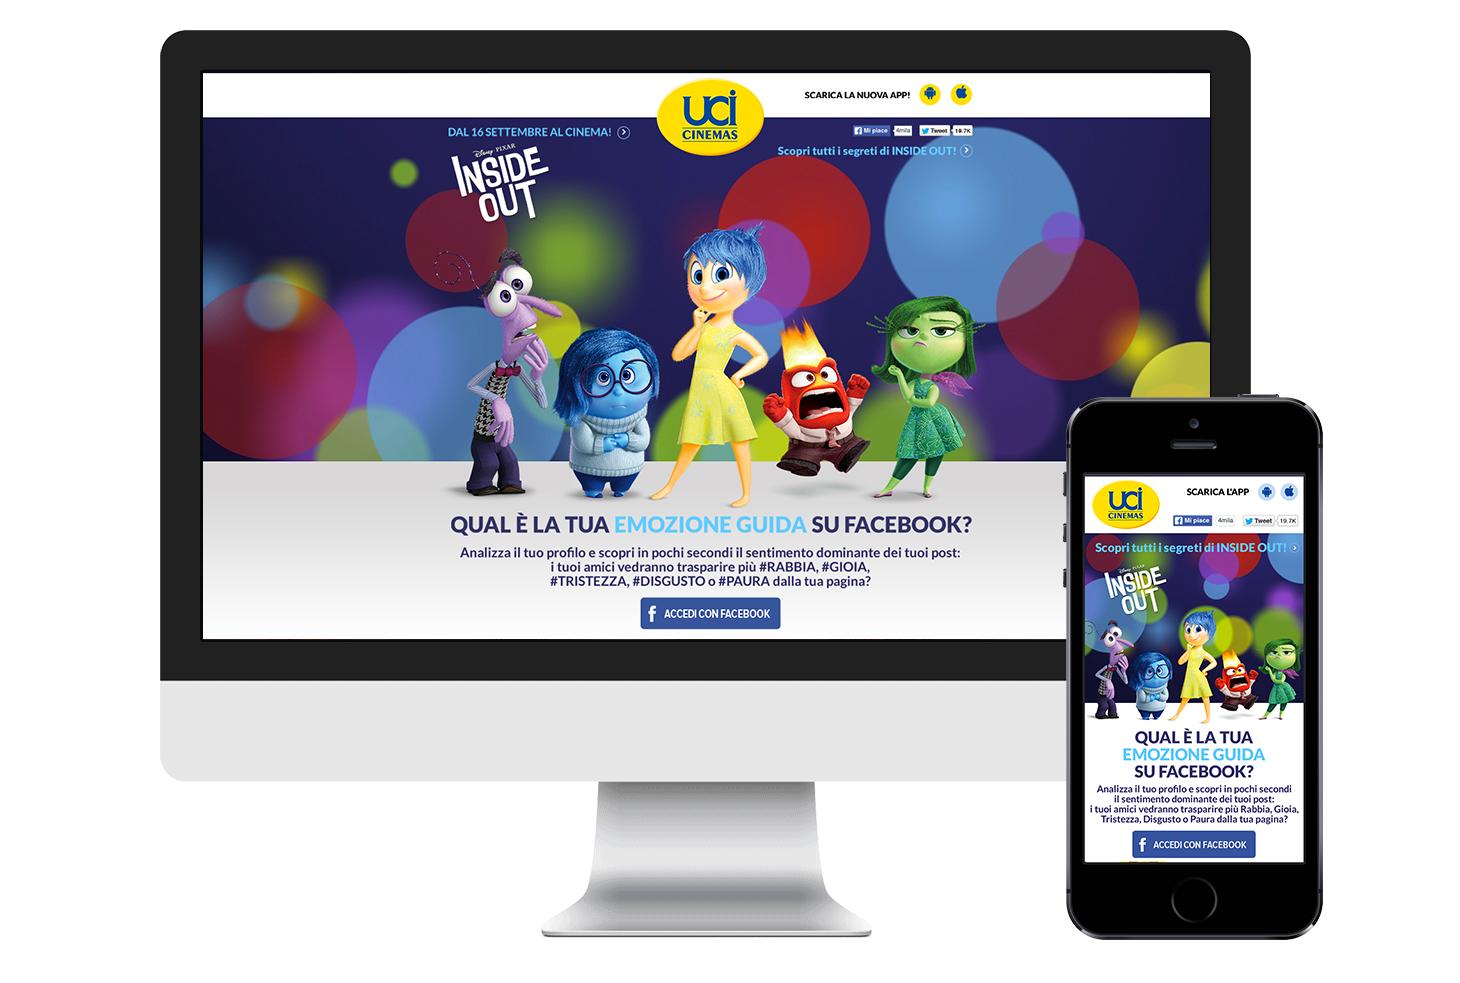 SCARICA LA NUOVA APP!
UCI
CINEMAS
DAL 16 SETTEMBRE AL CINEMA!
Mi piace 4mila Tweet 19.7K
Scopri tutti i segreti di INSIDE OUT!
Disney PIXAR
INSIDE
OUT
QUAL È LA TUA EMOZIONE GUIDA SU FACEBOOK?
Analizza il tuo profilo e scopri in pochi secondi il sentimento dominante dei tuoi post:
i tuoi amici vedranno trasparire più #RABBIA, #GIOIA,
#TRISTEZZA, #DISGUSTO o #PAURA dalla tua pagina?
f ACCEDI CON FACEBOOK
UCI
CINEMAS
SCARICA L'APP
Mi piace 4mila Tweet 19.7K
Scopri tutti i segreti di INSIDE OUT!
Disney PIXAR
INSIDE
OUT
QUAL È LA TUA
EMOZIONE GUIDA
SU FACEBOOK?
Analizza il tuo profilo e scopri in pochi secondi
il sentimento dominante dei tuoi post:
i tuoi amici vedranno trasparire più Rabbia, Gioia,
Tristezza, Disgusto o Paura dalla tua pagina?
f ACCEDI CON FACEBOOK